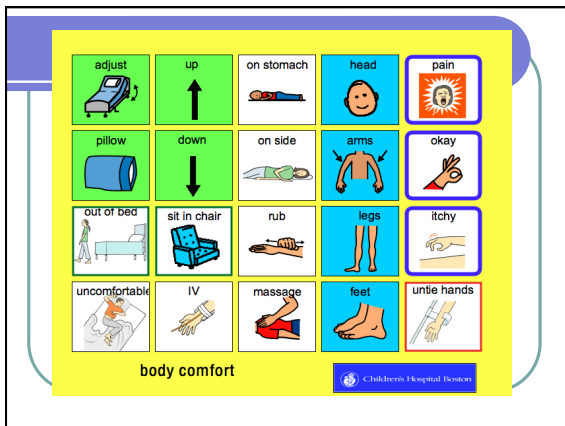 adjust
up
on stomach
head
pain
pillow
down
on side
arms
okay
out of bed
sit in chair
rub
legs
itchy
uncomfortable
IV
massage
feet
untie hands
body comfort
Children's Hospital Boston